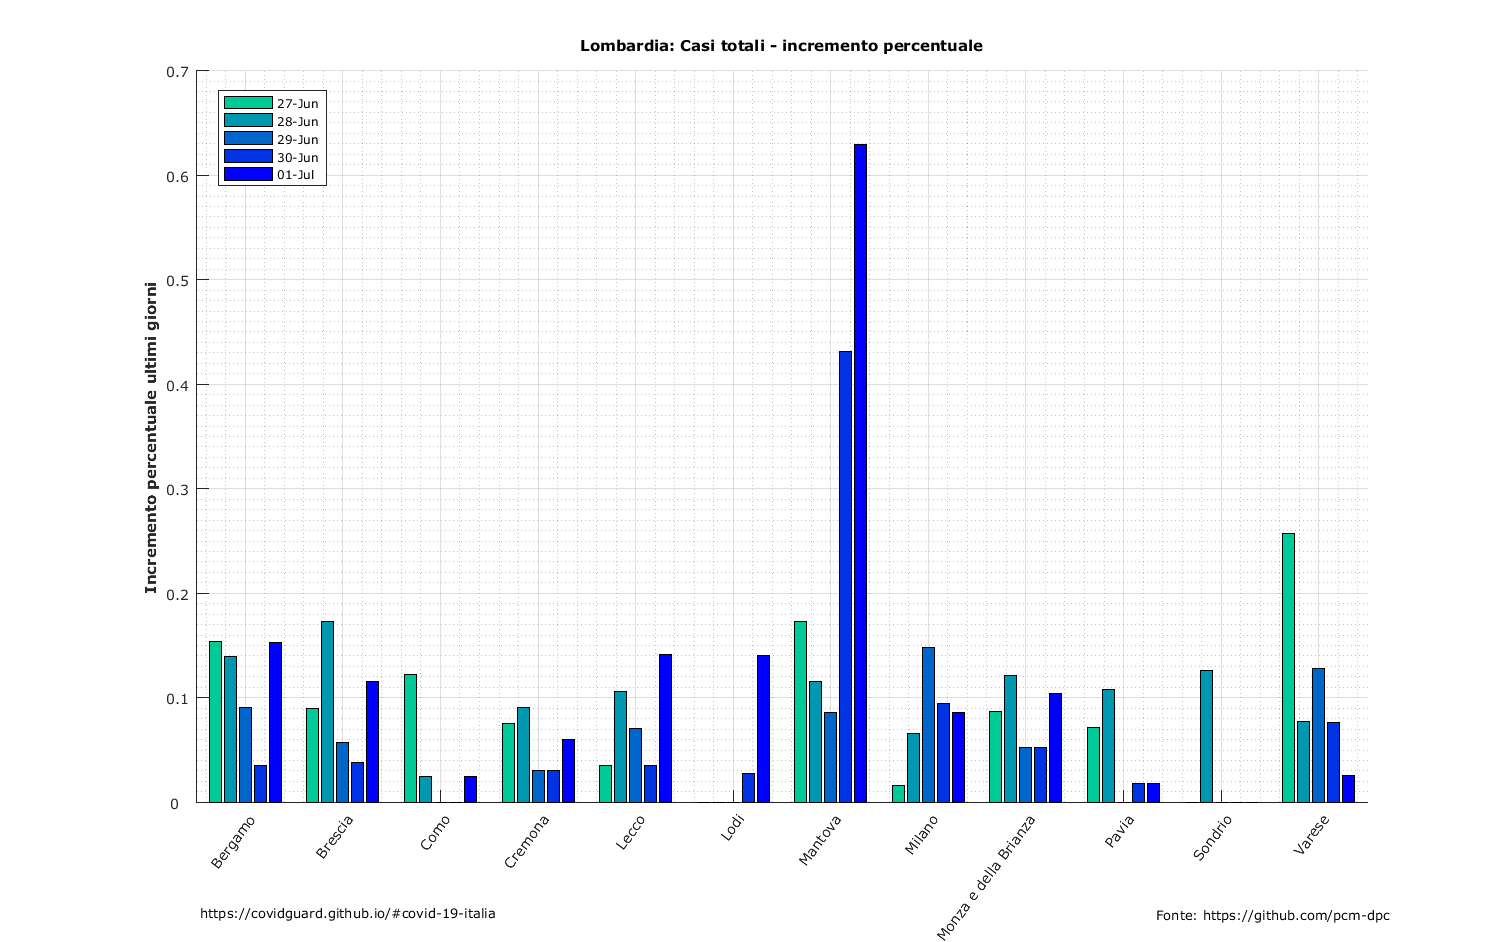 Lombardia: Casi totali - incremento percentuale
0.7
0.6
0.5
0.4
0.3
0.2
0.1
0
Incremento percentuale ultimi giorni
27-Jun
28-Jun
29-Jun
30-Jun
01-Jul
Bergamo
Brescia
Como
Cremona
Lecco
Lodi
Mantova
Milano
Monza e della Brianza
Pavia
Sondrio
Varese
https://covidguard.github.io/#covid-19-italia
Fonte: https://github.com/pcm-dpc